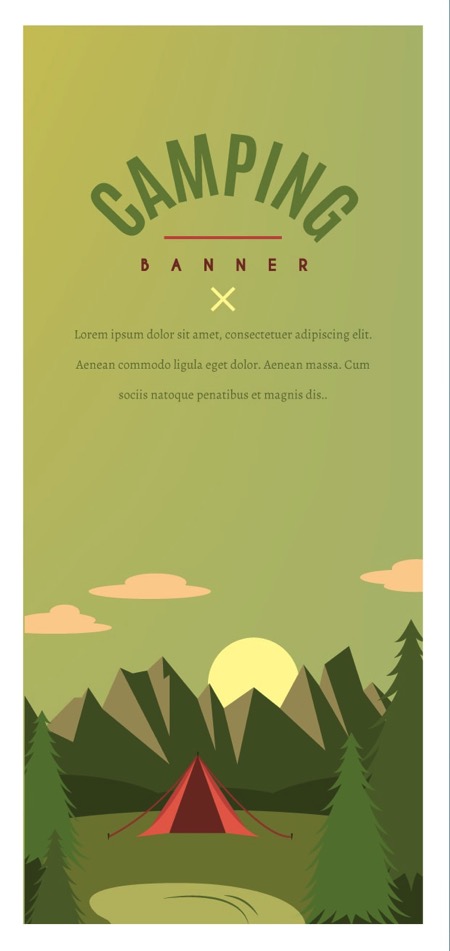 CAMPING
BANNER
Lorem ipsum dolor sit amet, consectetuer adipiscing elit.
Aenean commodo ligula eget dolor. Aenean massa. Cum
sociis natoque penatibus et magnis dis..